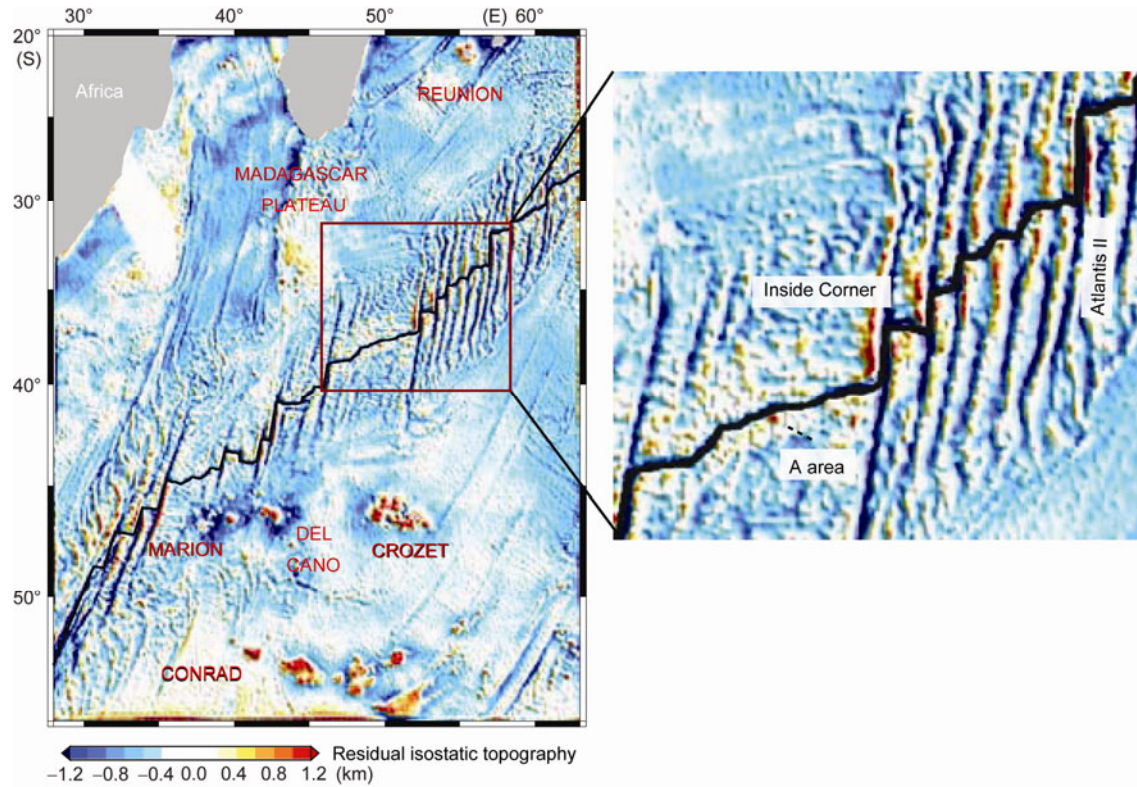 30° 40° 50° (E) 60°
20°
(S)
Africa
REUNION
MADAGASCAR
PLATEAU
30°
Inside Corner
Atlantis II
40°
A area
MARION
DEL
CANO
CROZET
50°
CONRAD
Residual isostatic topography
−1.2 −0.8 −0.4 0.0 0.4 0.8 1.2 (km)